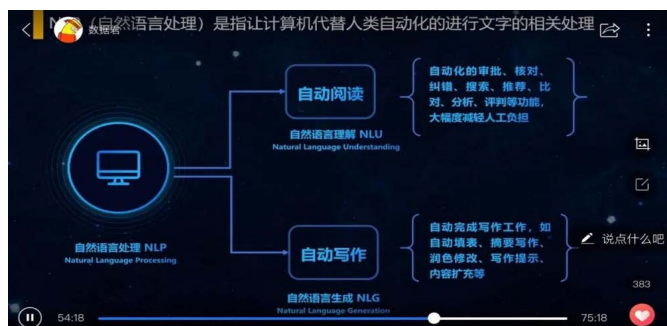 NLP（自然语言处理）是指让计算机代替人类自动化的进行文字的相关处理
数据君
自动阅读
自然语言理解 NLU
Natural Language Understanding
自动化的审批、核对、
纠错、搜索、推荐、比
对、分析、评判等功能，
大幅度减轻人工负担
自然语言处理 NLP
Natural Language Processing
自动写作
自然语言生成 NLG
Natural Language Generation
自动完成写作工作，如
自动填表、摘要写作、
润色修改、写作提示、
内容扩充等
说点什么吧
383
54:18
75:18